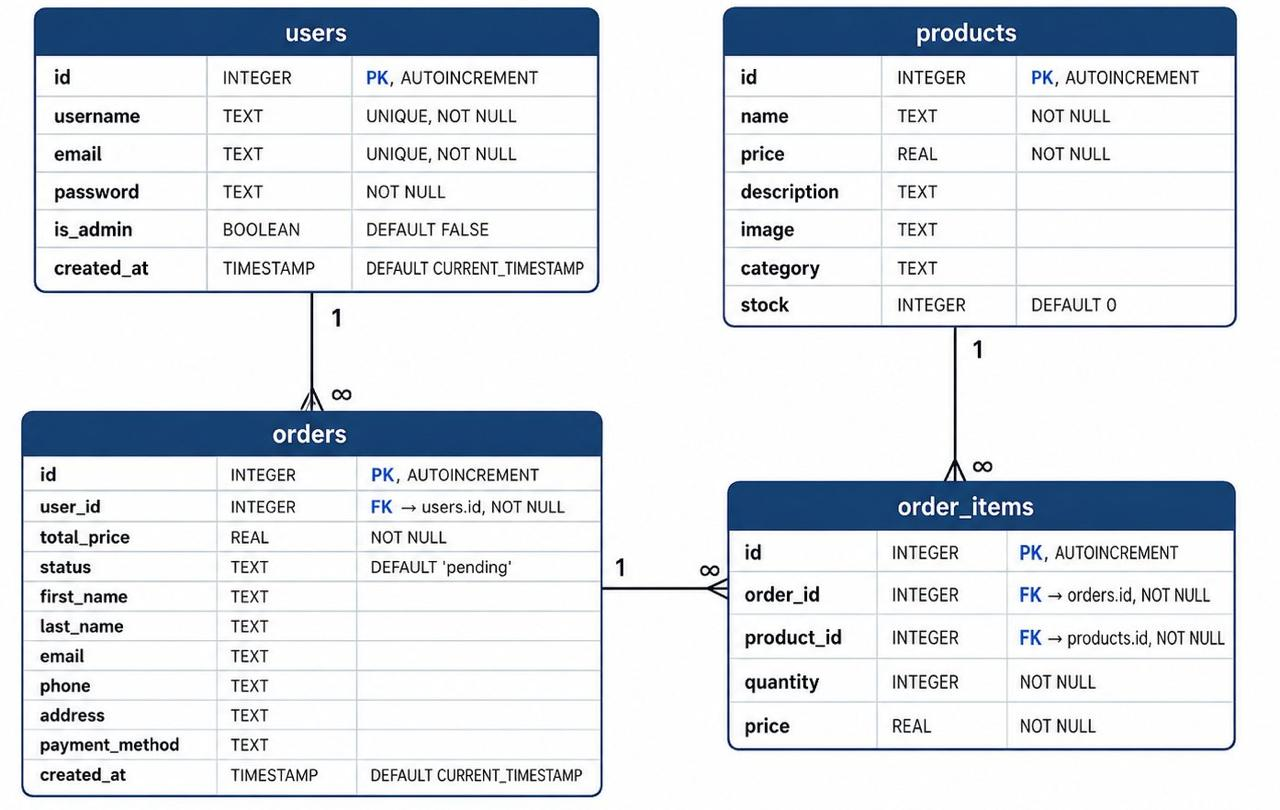 users
id INTEGER PK, AUTOINCREMENT
username TEXT UNIQUE, NOT NULL
email TEXT UNIQUE, NOT NULL
password TEXT NOT NULL
is_admin BOOLEAN DEFAULT FALSE
created_at TIMESTAMP DEFAULT CURRENT_TIMESTAMP
1
∞
products
id INTEGER PK, AUTOINCREMENT
name TEXT NOT NULL
price REAL NOT NULL
description TEXT
image TEXT
category TEXT
stock INTEGER DEFAULT 0
1
∞
orders
id INTEGER PK, AUTOINCREMENT
user_id INTEGER FK → users.id, NOT NULL
total_price REAL NOT NULL
status TEXT DEFAULT 'pending'
first_name TEXT
last_name TEXT
email TEXT
phone TEXT
address TEXT
payment_method TEXT
created_at TIMESTAMP DEFAULT CURRENT_TIMESTAMP
1 ∞
order_items
id INTEGER PK, AUTOINCREMENT
order_id INTEGER FK → orders.id, NOT NULL
product_id INTEGER FK → products.id, NOT NULL
quantity INTEGER NOT NULL
price REAL NOT NULL